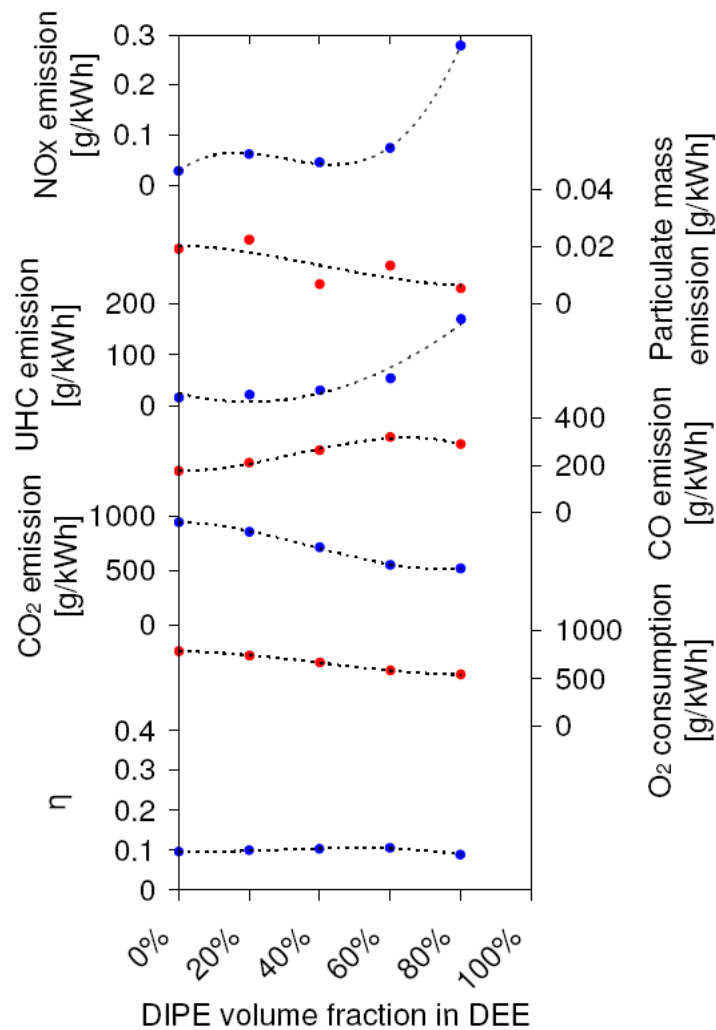 NOx emission
[g/kWh]
0.3
0.2
0.1
0
Particulate mass
emission [g/kWh]
0.04
0.02
0
UHC emission
[g/kWh]
200
100
0
CO emission
[g/kWh]
400
200
0
CO₂ emission
[g/kWh]
1000
500
0
O₂ consumption
[g/kWh]
1000
500
0
η
0.4
0.3
0.2
0.1
0
0%
20%
40%
60%
80%
100%
DIPE volume fraction in DEE